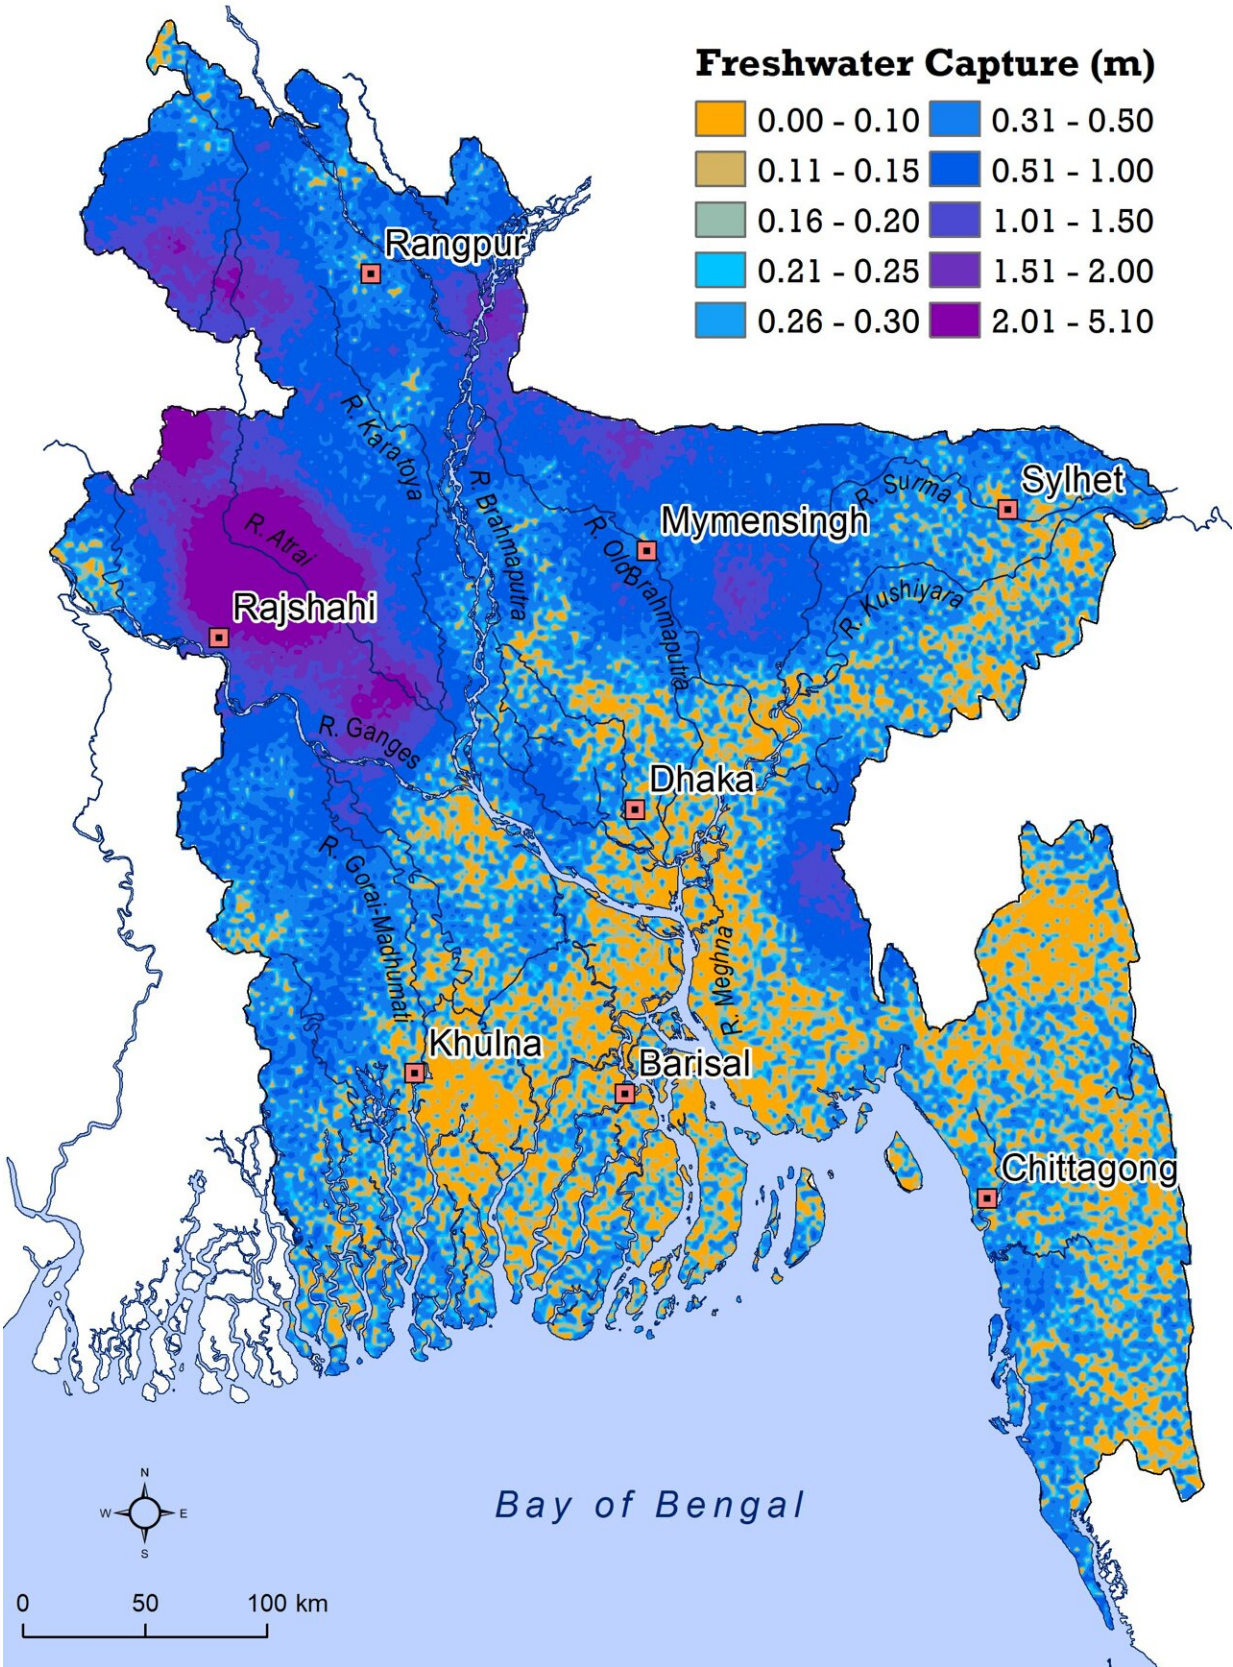 Freshwater Capture (m)
0.00 - 0.10
0.31 - 0.50
0.11 - 0.15
0.51 - 1.00
0.16 - 0.20
1.01 - 1.50
0.21 - 0.25
1.51 - 2.00
0.26 - 0.30
2.01 - 5.10
Rangpur
R. Karatoya
R. Brahmaputra
Sylhet
R. Surma
Mymensingh
R. Atrai
R. OldBrahmaputra
R. Kushiyara
Rajshahi
R. Ganges
Dhaka
R. Gorai-Madhumati
R. Meghna
Khulna
Barisal
Chittagong
Bay of Bengal
N
W
E
S
0
50
100 km